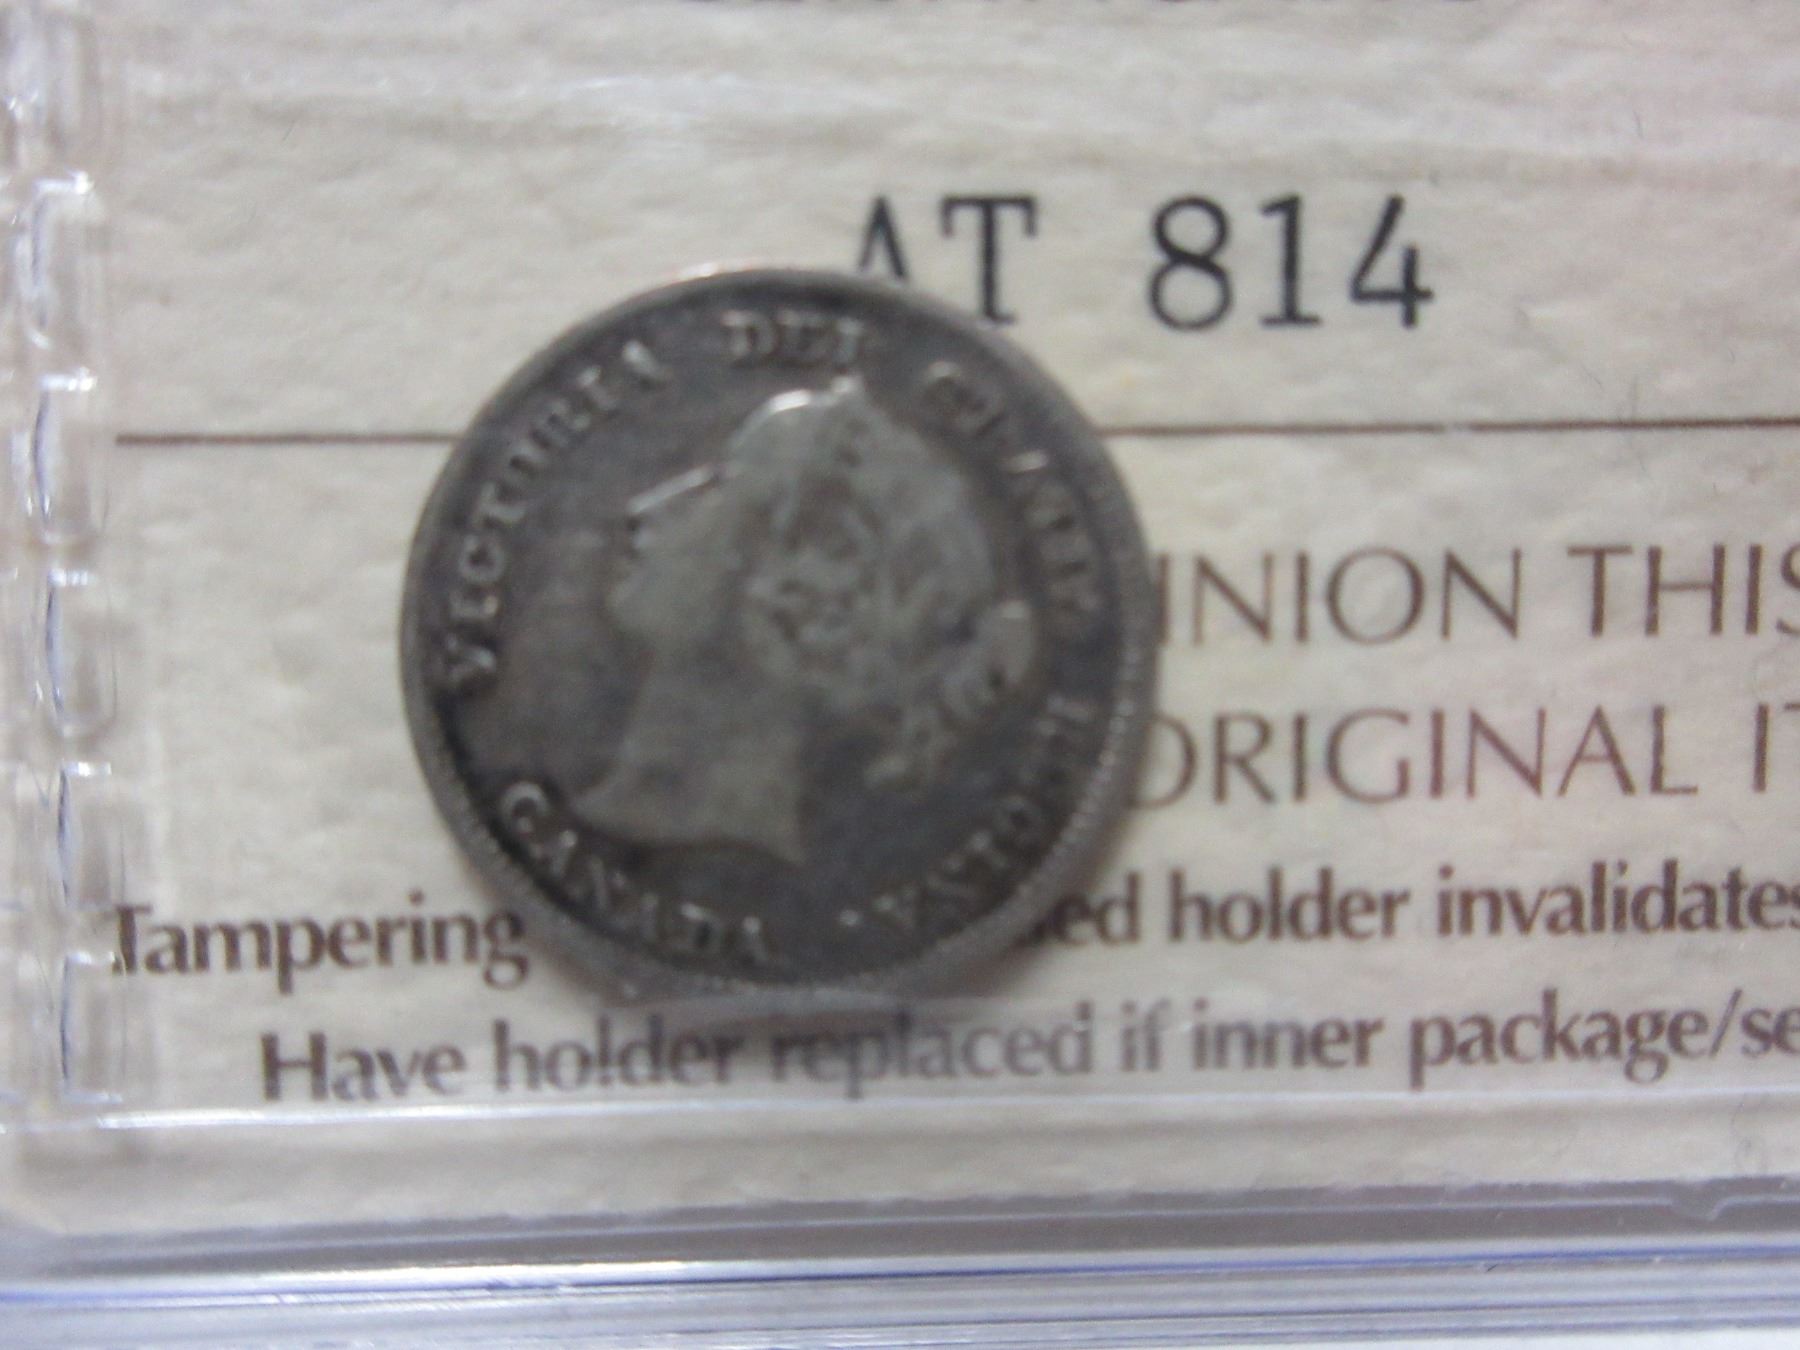 AT 814
VICTORIA DEI GRATIA REGINA.
CANADA
INION THIS
ORIGINAL
Tampering ed holder invalidates
Have holder replaced if inner package/se